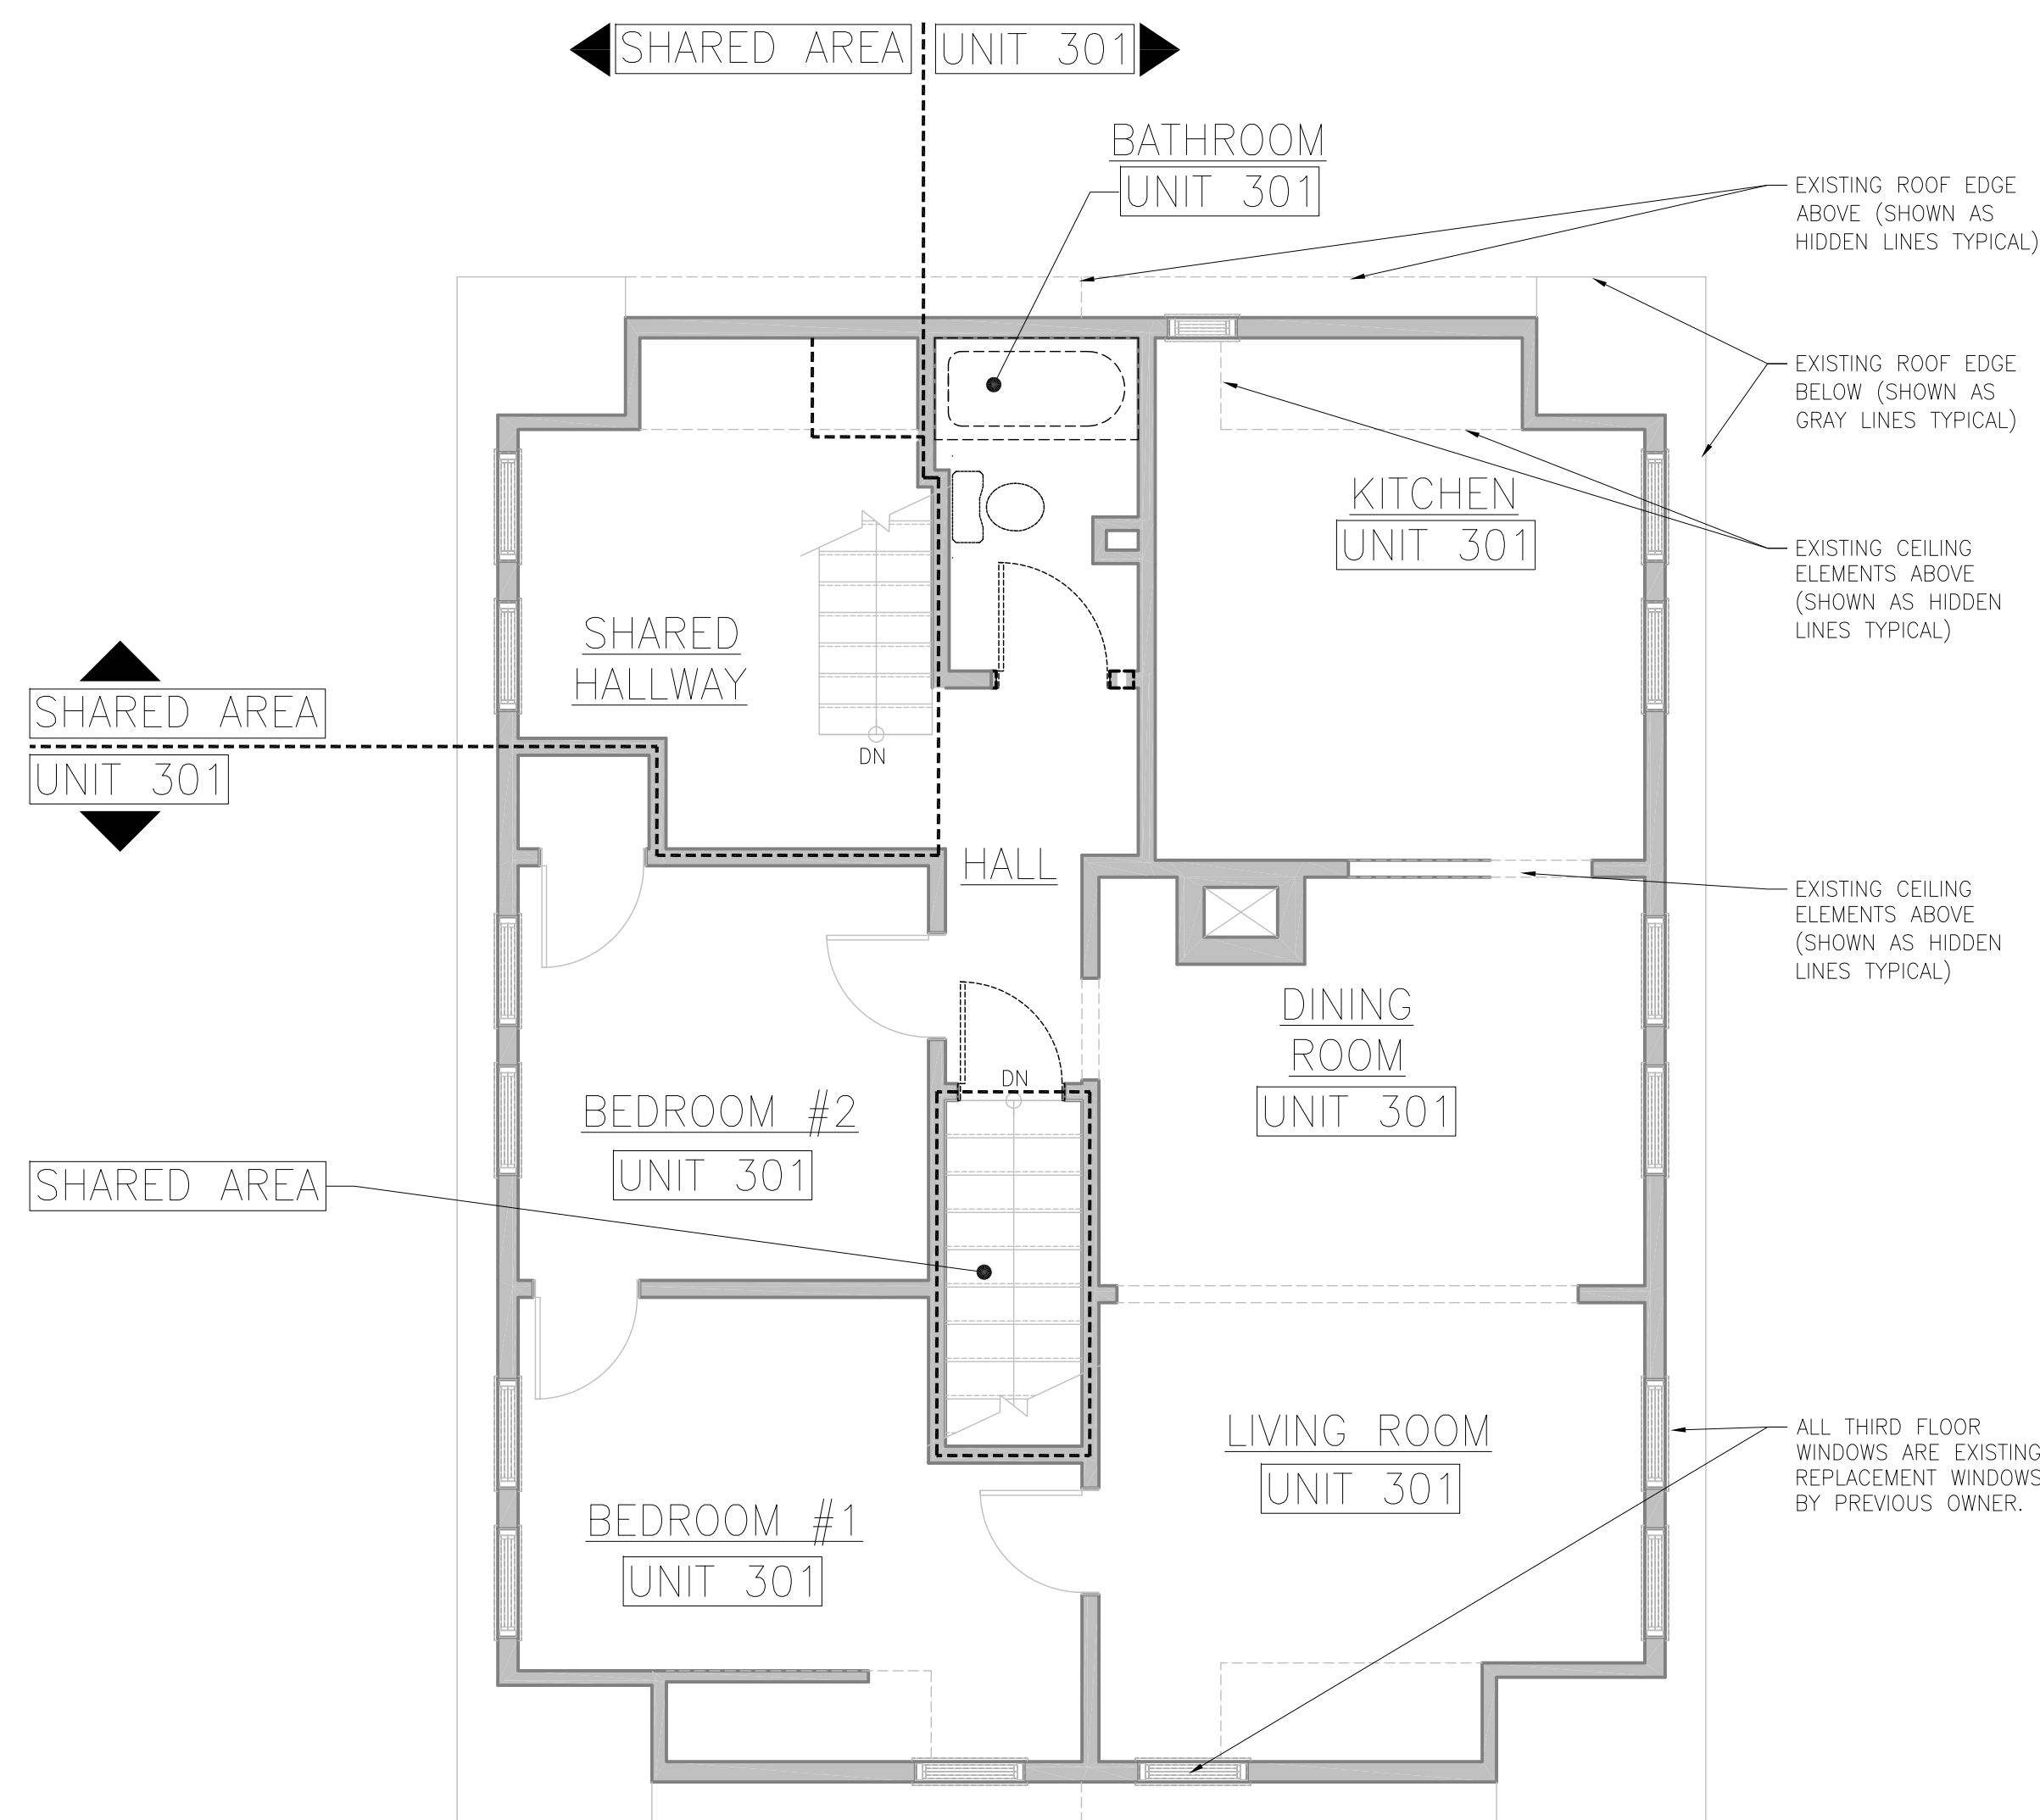 SHARED AREA
UNIT 301
BATHROOM
UNIT 301
EXISTING ROOF EDGE
ABOVE (SHOWN AS
HIDDEN LINES TYPICAL)
EXISTING ROOF EDGE
BELOW (SHOWN AS
GRAY LINES TYPICAL)
KITCHEN
UNIT 301
EXISTING CEILING
ELEMENTS ABOVE
(SHOWN AS HIDDEN
LINES TYPICAL)
SHARED
HALLWAY
SHARED AREA
UNIT 301
DN
HALL
EXISTING CEILING
ELEMENTS ABOVE
(SHOWN AS HIDDEN
LINES TYPICAL)
DINING
ROOM
UNIT 301
DN
BEDROOM #2
UNIT 301
SHARED AREA
LIVING ROOM
UNIT 301
ALL THIRD FLOOR
WINDOWS ARE EXISTING
REPLACEMENT WINDOWS
BY PREVIOUS OWNER.
BEDROOM #1
UNIT 301